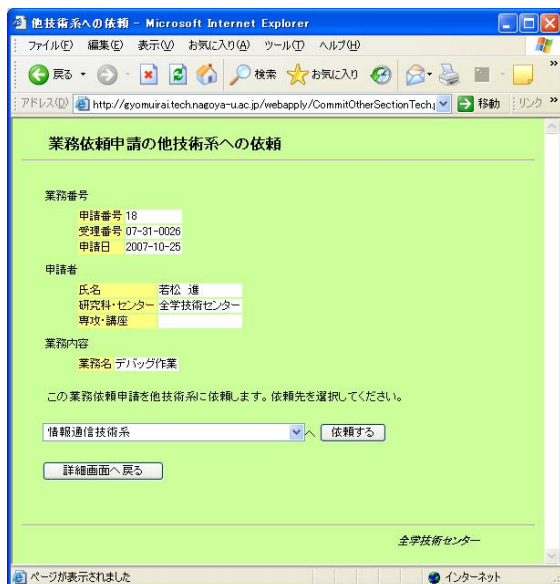 他技術系への依頼 - Microsoft Internet Explorer
ファイル(F) 編集(E) 表示(V) お気に入り(A) ツール(T) ヘルプ(H)
戻る 検索 お気に入り
アドレス(D) http://gyomuirai.tech.nagoya-u.ac.jp/webapply/CommitOtherSectionTech 移動 リンク
業務依頼申請の他技術系への依頼
業務番号
申請番号 18
受理番号 07-31-0026
申請日 2007-10-25
申請者
氏名 若松 進
研究科・センター 全学技術センター
専攻・講座
業務内容
業務名 デバッグ作業
この業務依頼申請を他技術系に依頼します。依頼先を選択してください。
情報通信技術系 へ 依頼する
詳細画面へ戻る
全学技術センター
ページが表示されました インターネット